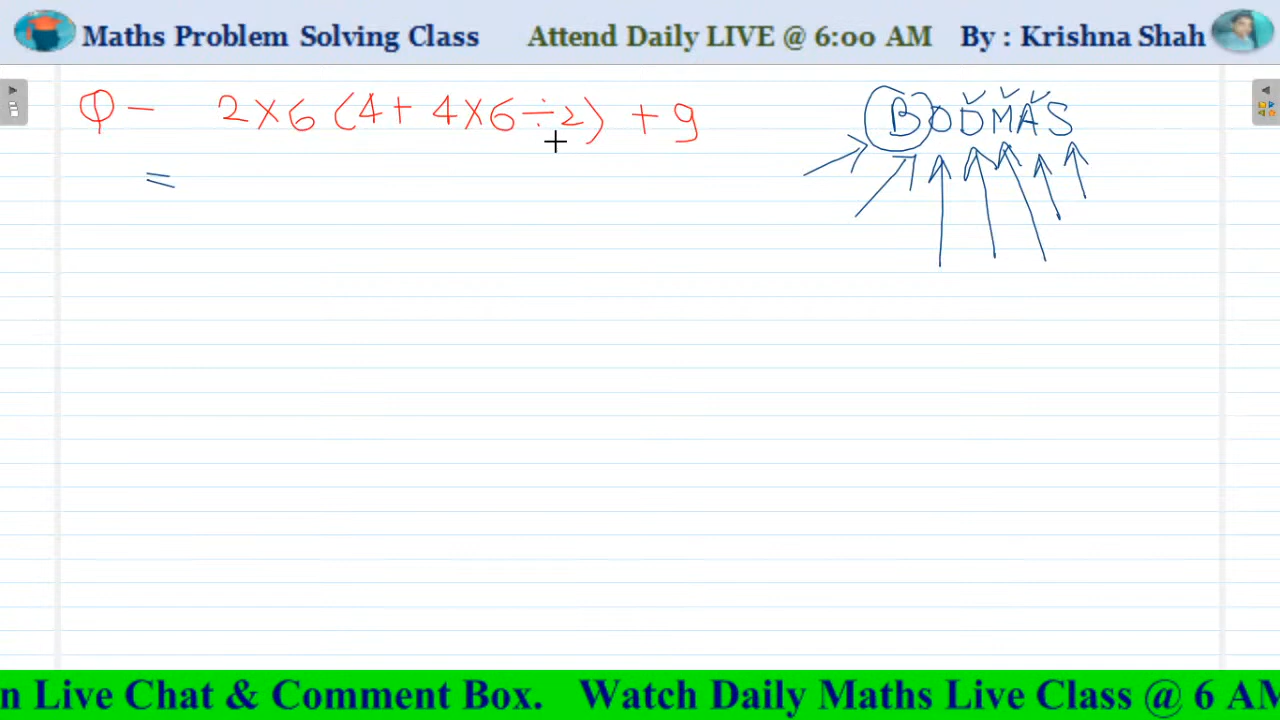 Maths Problem Solving Class Attend Daily LIVE @ 6:00 AM By : Krishna Shah
Q - 2 × 6 (4 + 4 × 6 ÷ 2) + 9
BODMAS
=
n Live Chat & Comment Box. Watch Daily Maths Live Class @ 6 AM